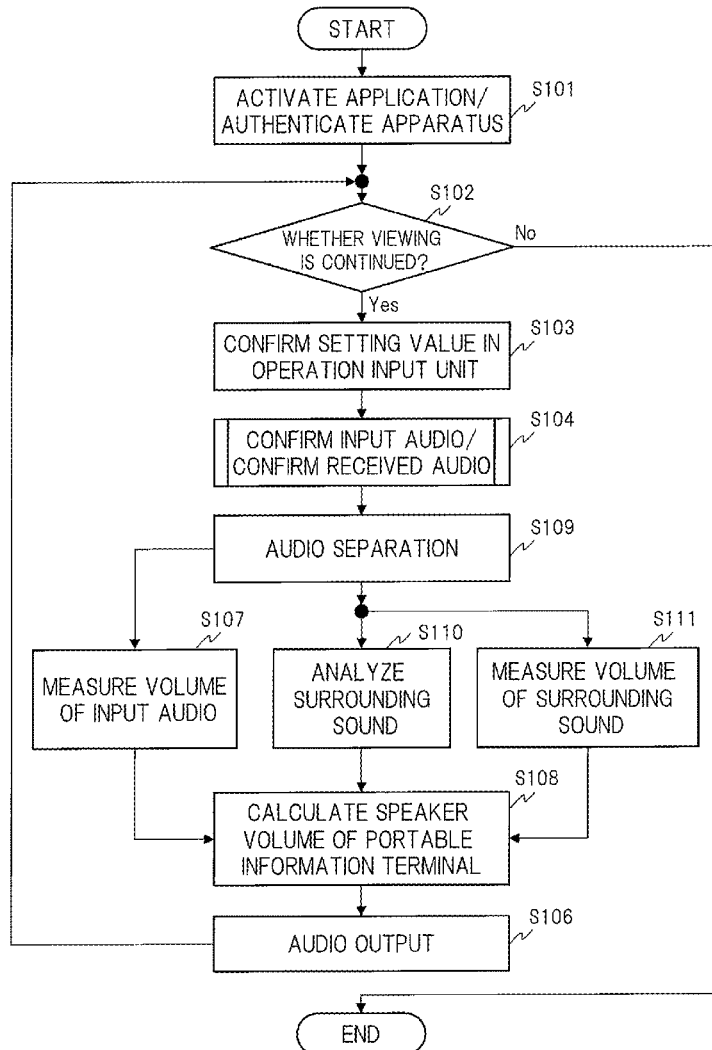 START
S101
ACTIVATE APPLICATION/
AUTHENTICATE APPARATUS
S102
WHETHER VIEWING
IS CONTINUED?
No
Yes
S103
CONFIRM SETTING VALUE IN
OPERATION INPUT UNIT
S104
CONFIRM INPUT AUDIO/
CONFIRM RECEIVED AUDIO
S109
AUDIO SEPARATION
S107
MEASURE VOLUME
OF INPUT AUDIO
S110
ANALYZE
SURROUNDING
SOUND
S111
MEASURE VOLUME
OF SURROUNDING
SOUND
S108
CALCULATE SPEAKER
VOLUME OF PORTABLE
INFORMATION TERMINAL
S106
AUDIO OUTPUT
END